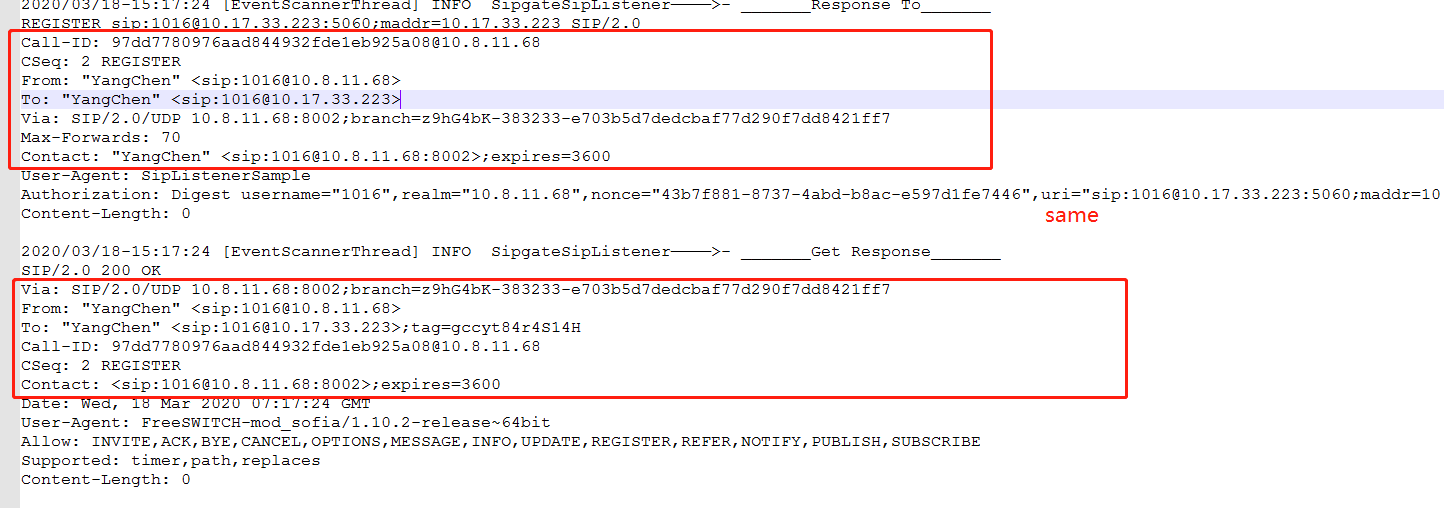 2020/03/18-15:17:24 [EventScannerThread] INFO  SipgateSipListener————>- _______Response To_______
REGISTER sip:1016@10.17.33.223:5060;maddr=10.17.33.223 SIP/2.0
Call-ID: 97dd7780976aad844932fde1eb925a08@10.8.11.68
CSeq: 2 REGISTER
From: "YangChen" <sip:1016@10.8.11.68>
To: "YangChen" <sip:1016@10.17.33.223>
Via: SIP/2.0/UDP 10.8.11.68:8002;branch=z9hG4bK-383233-e703b5d7dedcbaf77d290f7dd8421ff7
Max-Forwards: 70
Contact: "YangChen" <sip:1016@10.8.11.68:8002>;expires=3600
User-Agent: SipListenerSample
Authorization: Digest username="1016",realm="10.8.11.68",nonce="43b7f881-8737-4abd-b8ac-e597d1fe7446",uri="sip:1016@10.17.33.223:5060;maddr=10
Content-Length: 0
same
2020/03/18-15:17:24 [EventScannerThread] INFO  SipgateSipListener————>- _______Get Response_______
SIP/2.0 200 OK
Via: SIP/2.0/UDP 10.8.11.68:8002;branch=z9hG4bK-383233-e703b5d7dedcbaf77d290f7dd8421ff7
From: "YangChen" <sip:1016@10.8.11.68>
To: "YangChen" <sip:1016@10.17.33.223>;tag=gccyt84r4S14H
Call-ID: 97dd7780976aad844932fde1eb925a08@10.8.11.68
CSeq: 2 REGISTER
Contact: <sip:1016@10.8.11.68:8002>;expires=3600
Date: Wed, 18 Mar 2020 07:17:24 GMT
User-Agent: FreeSWITCH-mod_sofia/1.10.2-release~64bit
Allow: INVITE,ACK,BYE,CANCEL,OPTIONS,MESSAGE,INFO,UPDATE,REGISTER,REFER,NOTIFY,PUBLISH,SUBSCRIBE
Supported: timer,path,replaces
Content-Length: 0